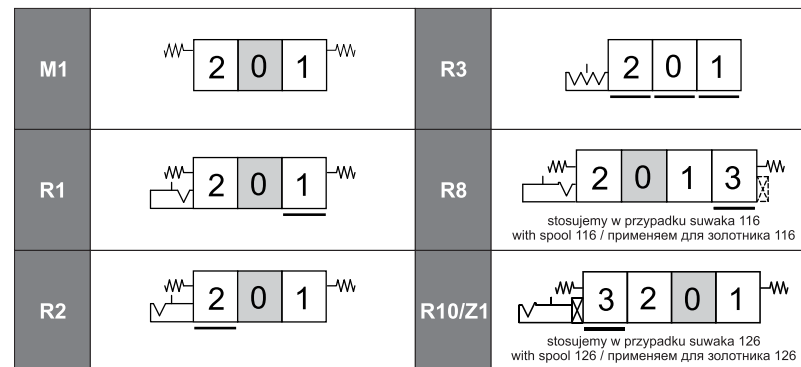 M1
2 0 1
R3
2 0 1
R1
2 0 1
R8
2 0 1 3
stosujemy w przypadku suwaka 116
with spool 116 / применяем для золотника 116
R2
2 0 1
R10/Z1
3 2 0 1
stosujemy w przypadku suwaka 126
with spool 126 / применяем для золотника 126